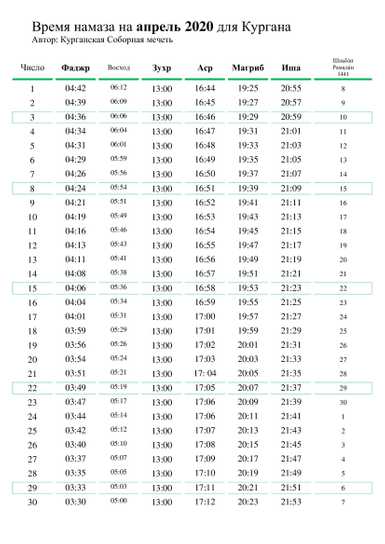 Время намаза на апрель 2020 для Кургана
Автор: Курганская Соборная мечеть
Число Фаджр Восход Зухр Аср Магриб Иша Шаабан Рамадан 1441
1 04:42 06:12 13:00 16:44 19:25 20:55 8
2 04:39 06:09 13:00 16:45 19:27 20:57 9
3 04:36 06:06 13:00 16:46 19:29 20:59 10
4 04:34 06:04 13:00 16:47 19:31 21:01 11
5 04:31 06:01 13:00 16:48 19:33 21:03 12
6 04:29 05:59 13:00 16:49 19:35 21:05 13
7 04:26 05:56 13:00 16:50 19:37 21:07 14
8 04:24 05:54 13:00 16:51 19:39 21:09 15
9 04:21 05:51 13:00 16:52 19:41 21:11 16
10 04:19 05:49 13:00 16:53 19:43 21:13 17
11 04:16 05:46 13:00 16:54 19:45 21:15 18
12 04:13 05:43 13:00 16:55 19:47 21:17 19
13 04:11 05:41 13:00 16:56 19:49 21:19 20
14 04:08 05:38 13:00 16:57 19:51 21:21 21
15 04:06 05:36 13:00 16:58 19:53 21:23 22
16 04:04 05:34 13:00 16:59 19:55 21:25 23
17 04:01 05:31 13:00 17:00 19:57 21:27 24
18 03:59 05:29 13:00 17:01 19:59 21:29 25
19 03:56 05:26 13:00 17:02 20:01 21:31 26
20 03:54 05:24 13:00 17:03 20:03 21:33 27
21 03:51 05:21 13:00 17: 04 20:05 21:35 28
22 03:49 05:19 13:00 17:05 20:07 21:37 29
23 03:47 05:17 13:00 17:06 20:09 21:39 30
24 03:44 05:14 13:00 17:06 20:11 21:41 1
25 03:42 05:12 13:00 17:07 20:13 21:43 2
26 03:40 05:10 13:00 17:08 20:15 21:45 3
27 03:37 05:07 13:00 17:09 20:17 21:47 4
28 03:35 05:05 13:00 17:10 20:19 21:49 5
29 03:33 05:03 13:00 17:11 20:21 21:51 6
30 03:30 05:00 13:00 17:12 20:23 21:53 7